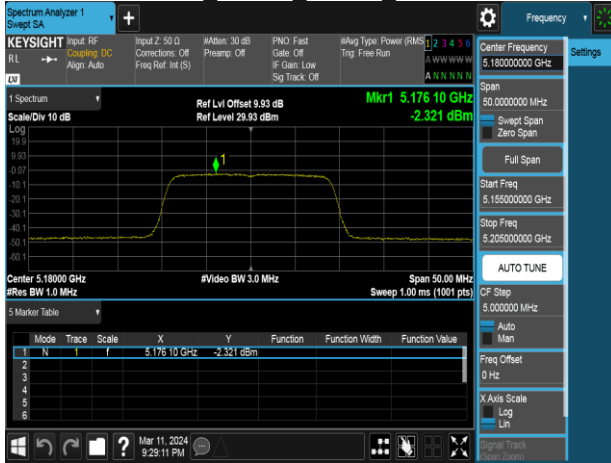 Spectrum Analyzer 1
Swept SA
Frequency
Settings
KEYSIGHT
RL
Input: RF
Coupling: DC
Align: Auto
Input Z: 50 Ω
Corrections: Off
Freq Ref: Int (S)
#Atten: 30 dB
Preamp: Off
PNO: Fast
Gate: Off
IF Gain: Low
Sig Track: Off
#Avg Type: Power (RMS
Trig: Free Run
1 2 3 4 5 6
A WW WW W
A N N N N N
LXI
1 Spectrum
Scale/Div 10 dB
Ref Lvl Offset 9.93 dB
Ref Level 29.93 dBm
Mkr1 5.176 10 GHz
-2.321 dBm
Log
19.9
9.93
-0.07
-10.1
-20.1
-30.1
-40.1
-50.1
-60.1
1
Center 5.18000 GHz
#Video BW 3.0 MHz
Span 50.00 MHz
#Res BW 1.0 MHz
Sweep 1.00 ms (1001 pts)
5 Marker Table
Mode Trace Scale X Y Function Function Width Function Value
1 N 1 f 5.176 10 GHz -2.321 dBm
2
3
4
5
6
Center Frequency
5.180000000 GHz
Span
50.0000000 MHz
Swept Span
Zero Span
Full Span
Start Freq
5.155000000 GHz
Stop Freq
5.205000000 GHz
AUTO TUNE
CF Step
5.000000 MHz
Auto
Man
Freq Offset
0 Hz
X Axis Scale
Log
Lin
Signal Track
(Span Zoom)
Mar 11, 2024
9:29:11 PM